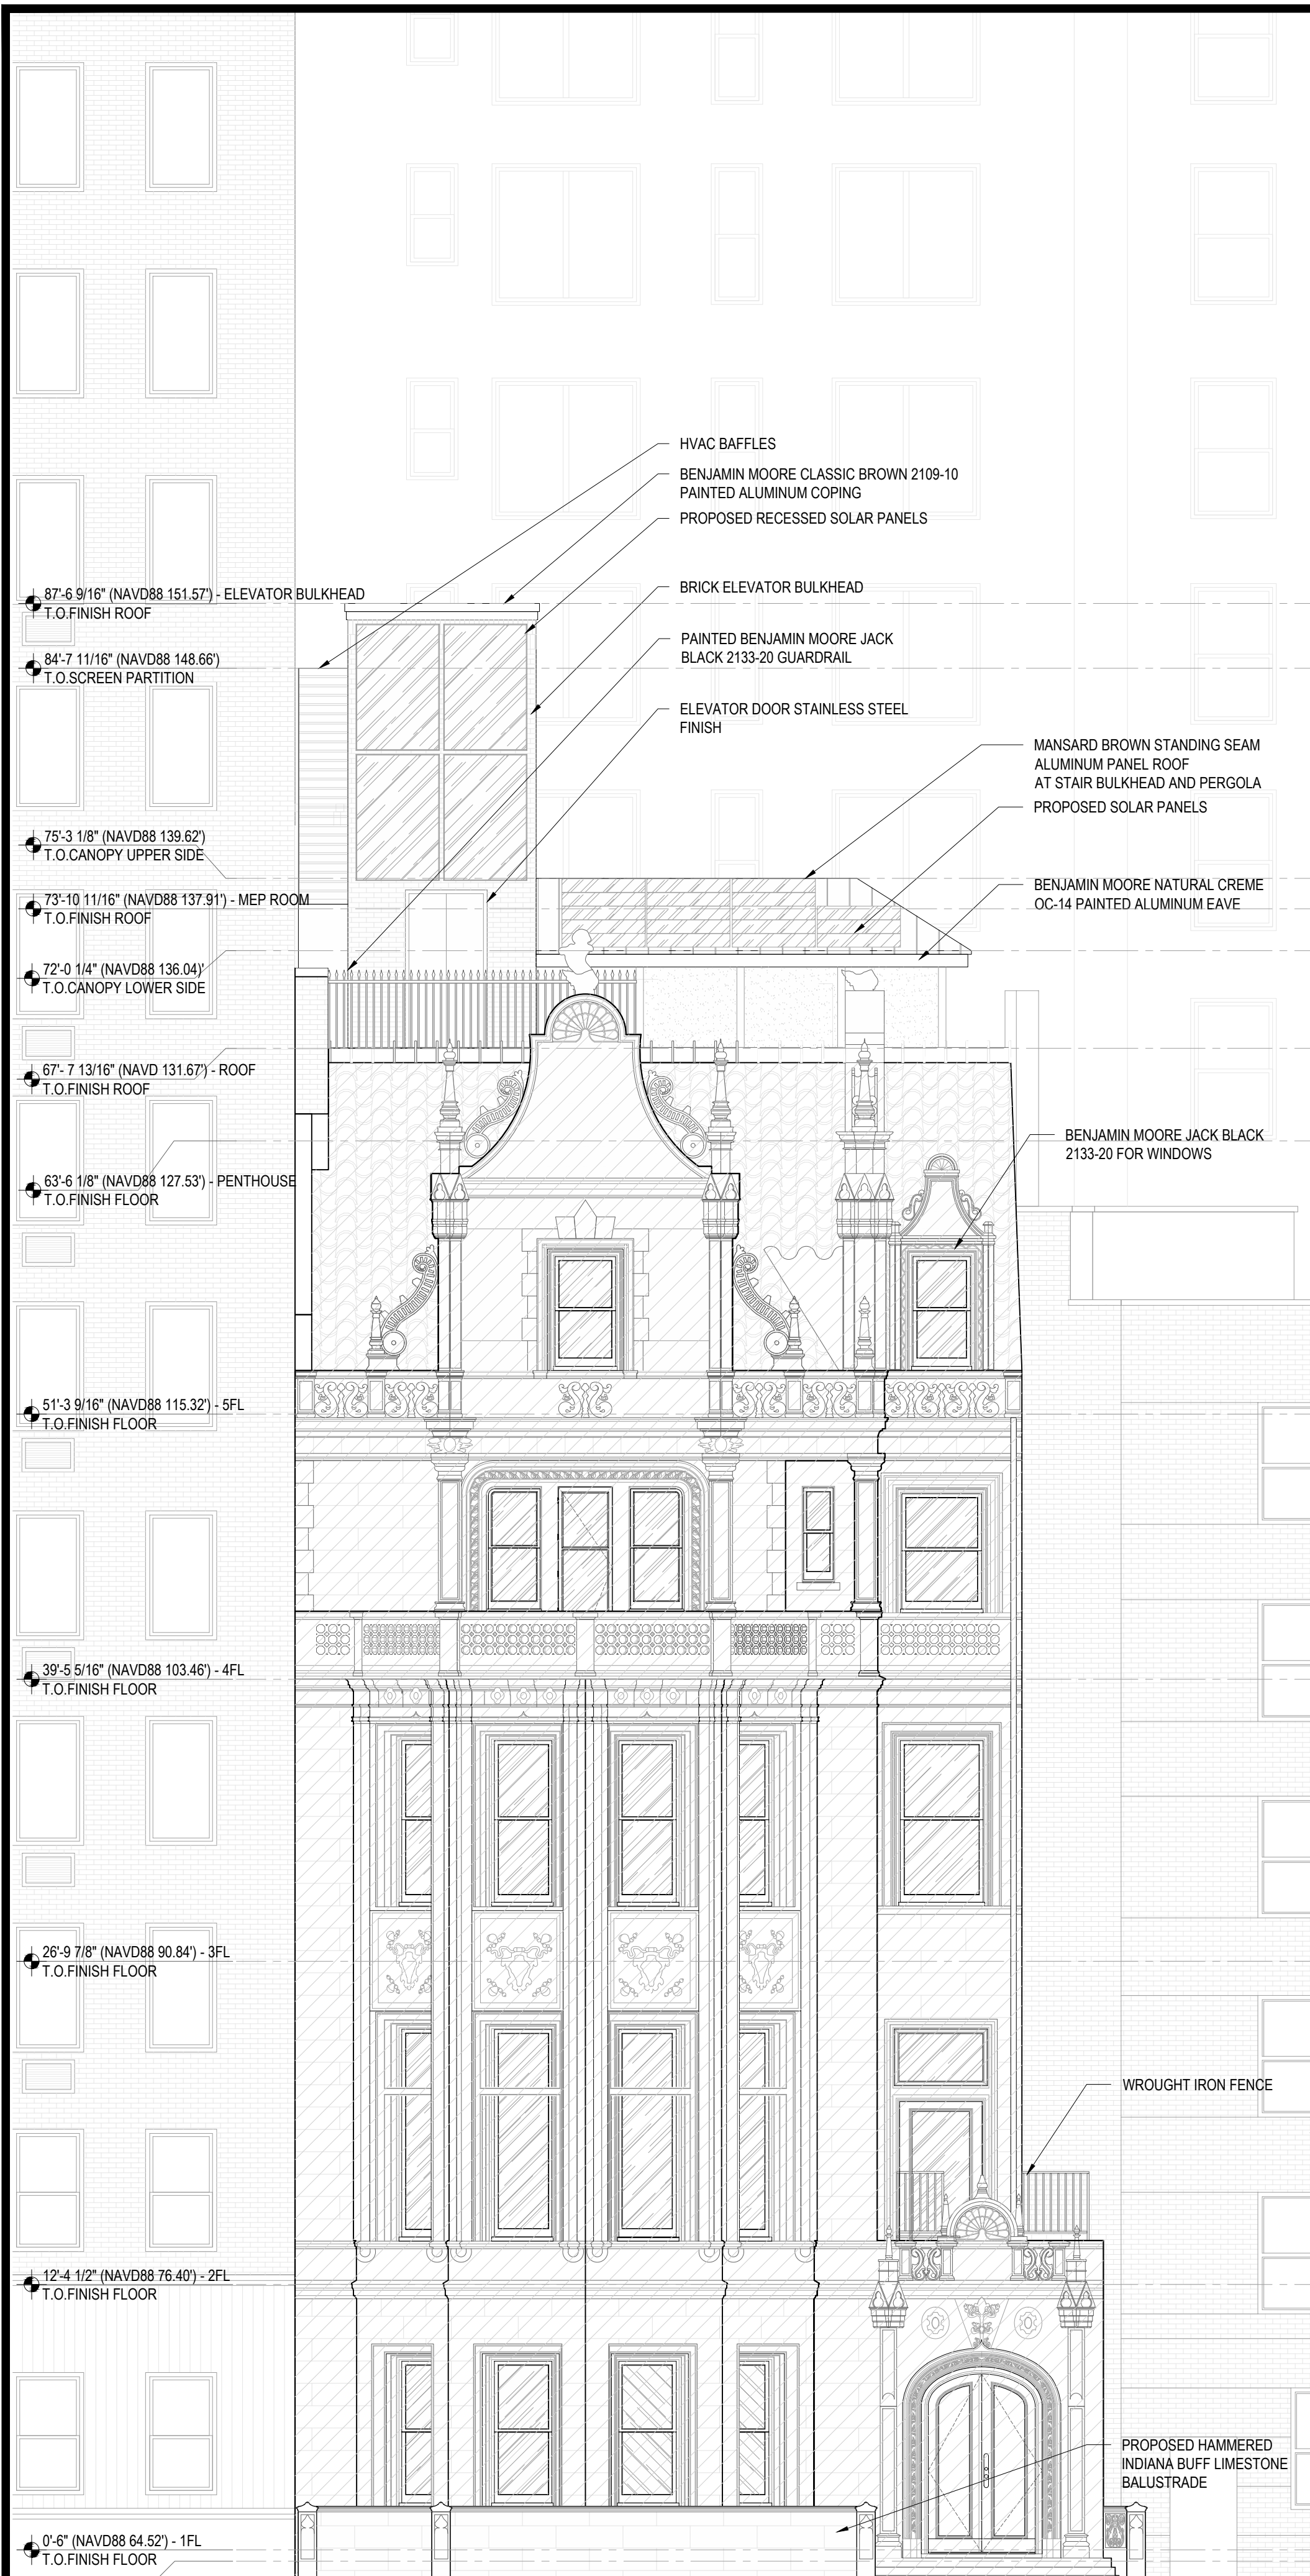 HVAC BAFFLES
BENJAMIN MOORE CLASSIC BROWN 2109-10
PAINTED ALUMINUM COPING
PROPOSED RECESSED SOLAR PANELS
BRICK ELEVATOR BULKHEAD
87'-6 9/16" (NAVD88 151.57') - ELEVATOR BULKHEAD
T.O.FINISH ROOF
PAINTED BENJAMIN MOORE JACK
BLACK 2133-20 GUARDRAIL
84'-7 11/16" (NAVD88 148.66')
T.O.SCREEN PARTITION
ELEVATOR DOOR STAINLESS STEEL
FINISH
MANSARD BROWN STANDING SEAM
ALUMINUM PANEL ROOF
AT STAIR BULKHEAD AND PERGOLA
PROPOSED SOLAR PANELS
75'-3 1/8" (NAVD88 139.62')
T.O.CANOPY UPPER SIDE
BENJAMIN MOORE NATURAL CREME
OC-14 PAINTED ALUMINUM EAVE
73'-10 11/16" (NAVD88 137.91') - MEP ROOM
T.O.FINISH ROOF
72'-0 1/4" (NAVD88 136.04)'
T.O.CANOPY LOWER SIDE
67'- 7 13/16" (NAVD 131.67') - ROOF
T.O.FINISH ROOF
BENJAMIN MOORE JACK BLACK
2133-20 FOR WINDOWS
63'-6 1/8" (NAVD88 127.53') - PENTHOUSE
T.O.FINISH FLOOR
51'-3 9/16" (NAVD88 115.32') - 5FL
T.O.FINISH FLOOR
39'-5 5/16" (NAVD88 103.46') - 4FL
T.O.FINISH FLOOR
26'-9 7/8" (NAVD88 90.84') - 3FL
T.O.FINISH FLOOR
WROUGHT IRON FENCE
12'-4 1/2" (NAVD88 76.40') - 2FL
T.O.FINISH FLOOR
PROPOSED HAMMERED
INDIANA BUFF LIMESTONE
BALUSTRADE
0'-6" (NAVD88 64.52') - 1FL
T.O.FINISH FLOOR